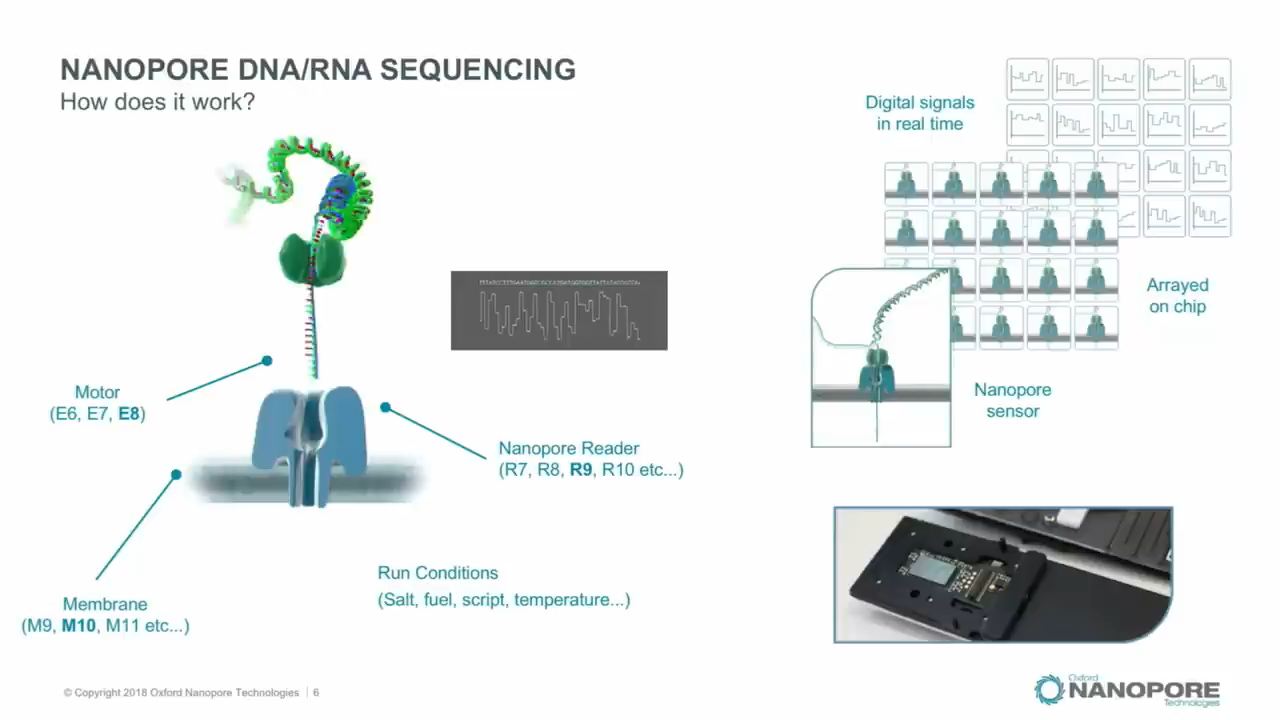 NANOPORE DNA/RNA SEQUENCING
How does it work?
Digital signals
in real time
Arrayed
on chip
Nanopore
sensor
Motor
(E6, E7, E8)
Nanopore Reader
(R7, R8, R9, R10 etc...)
Membrane
(M9, M10, M11 etc...)
Run Conditions
(Salt, fuel, script, temperature...)
© Copyright 2018 Oxford Nanopore Technologies | 6
Oxford
NANOPORE
Technologies